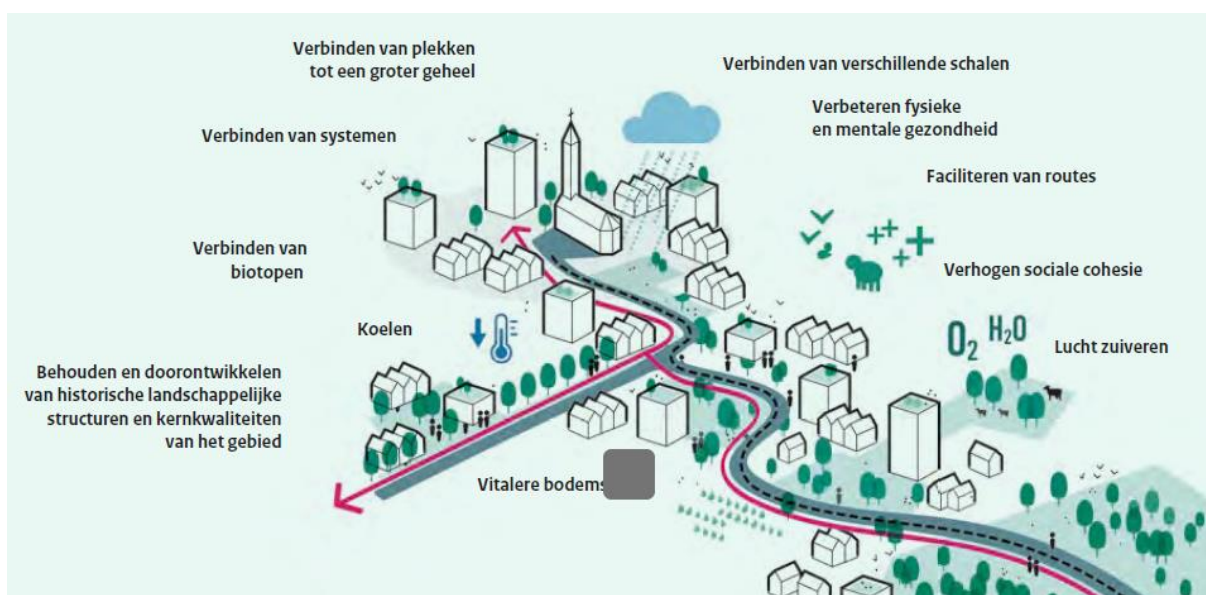 Verbinden van plekken
tot een groter geheel
Verbinden van verschillende schalen
Verbeteren fysieke
en mentale gezondheid
Verbinden van systemen
Faciliteren van routes
Verbinden van
biotopen
Verhogen sociale cohesie
Koelen
O₂ H₂O
Lucht zuiveren
Behouden en doorontwikkelen
van historische landschappelijke
structuren en kernkwaliteiten
van het gebied
Vitalere bodems